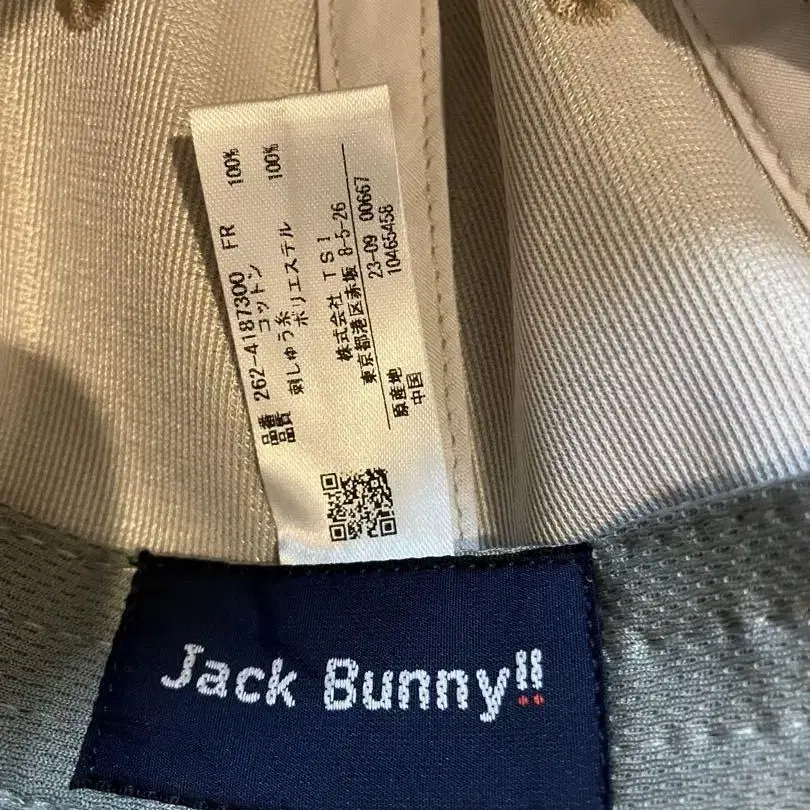 品番 262-4187300 FR
品質 コットン 100%
刺しゅう糸
ポリエステル 100%
株式会社 TSI
東京都港区赤坂 8-5-26
23-09 00667
原産地 10465458
中国
Jack Bunny!!